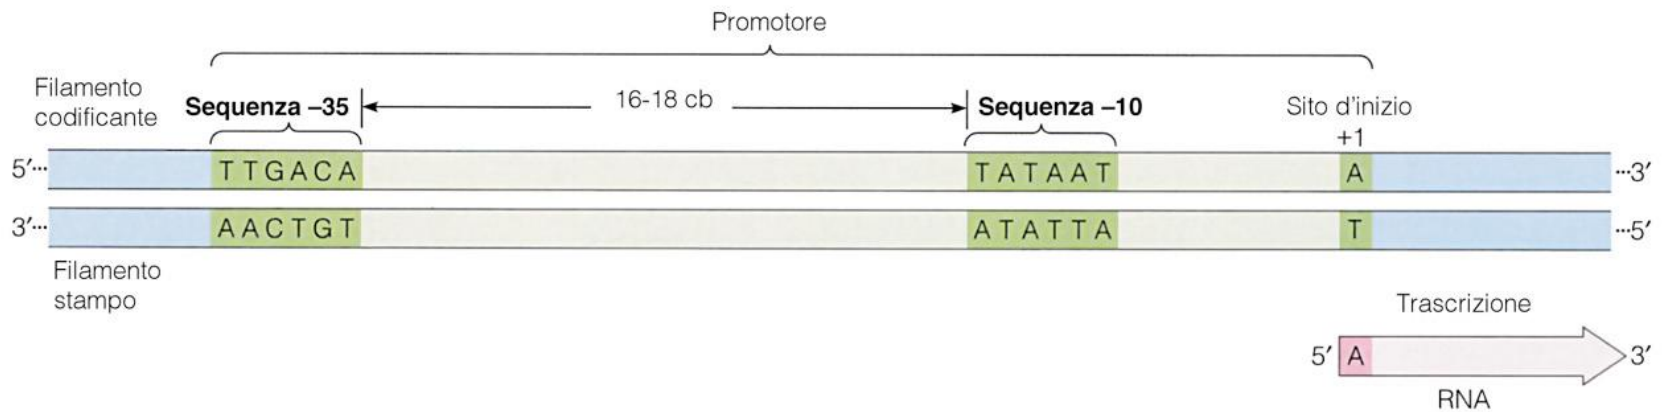 Promotore
Filamento
codificante
Sequenza –35
16-18 cb
Sequenza –10
Sito d'inizio
+1
5′··· TTGACA TATAAT A ···3′
3′··· AACTGT ATATTA T ···5′
Filamento
stampo
Trascrizione
5′ A 3′
RNA